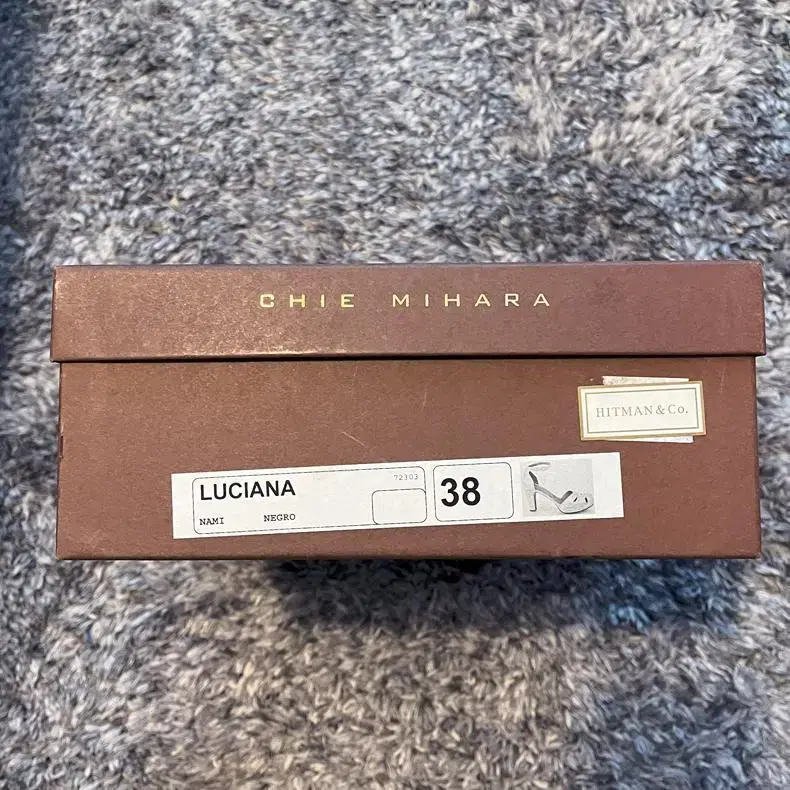 CHIE MIHARA
HITMAN & Co.
LUCIANA
72303
NAMI NEGRO
38